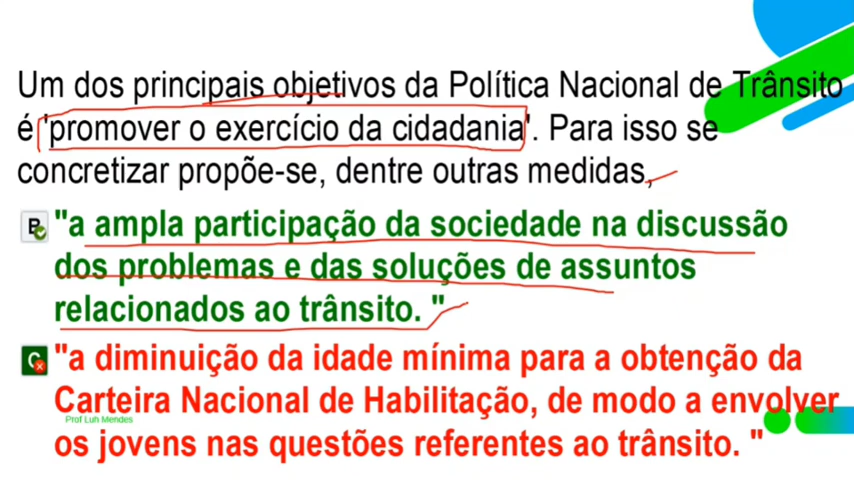 Um dos principais objetivos da Política Nacional de Trânsito
é 'promover o exercício da cidadania'. Para isso se
concretizar propõe-se, dentre outras medidas,
B "a ampla participação da sociedade na discussão
dos problemas e das soluções de assuntos
relacionados ao trânsito. "
C "a diminuição da idade mínima para a obtenção da
Carteira Nacional de Habilitação, de modo a envolver
Prof Luh Mendes
os jovens nas questões referentes ao trânsito. "